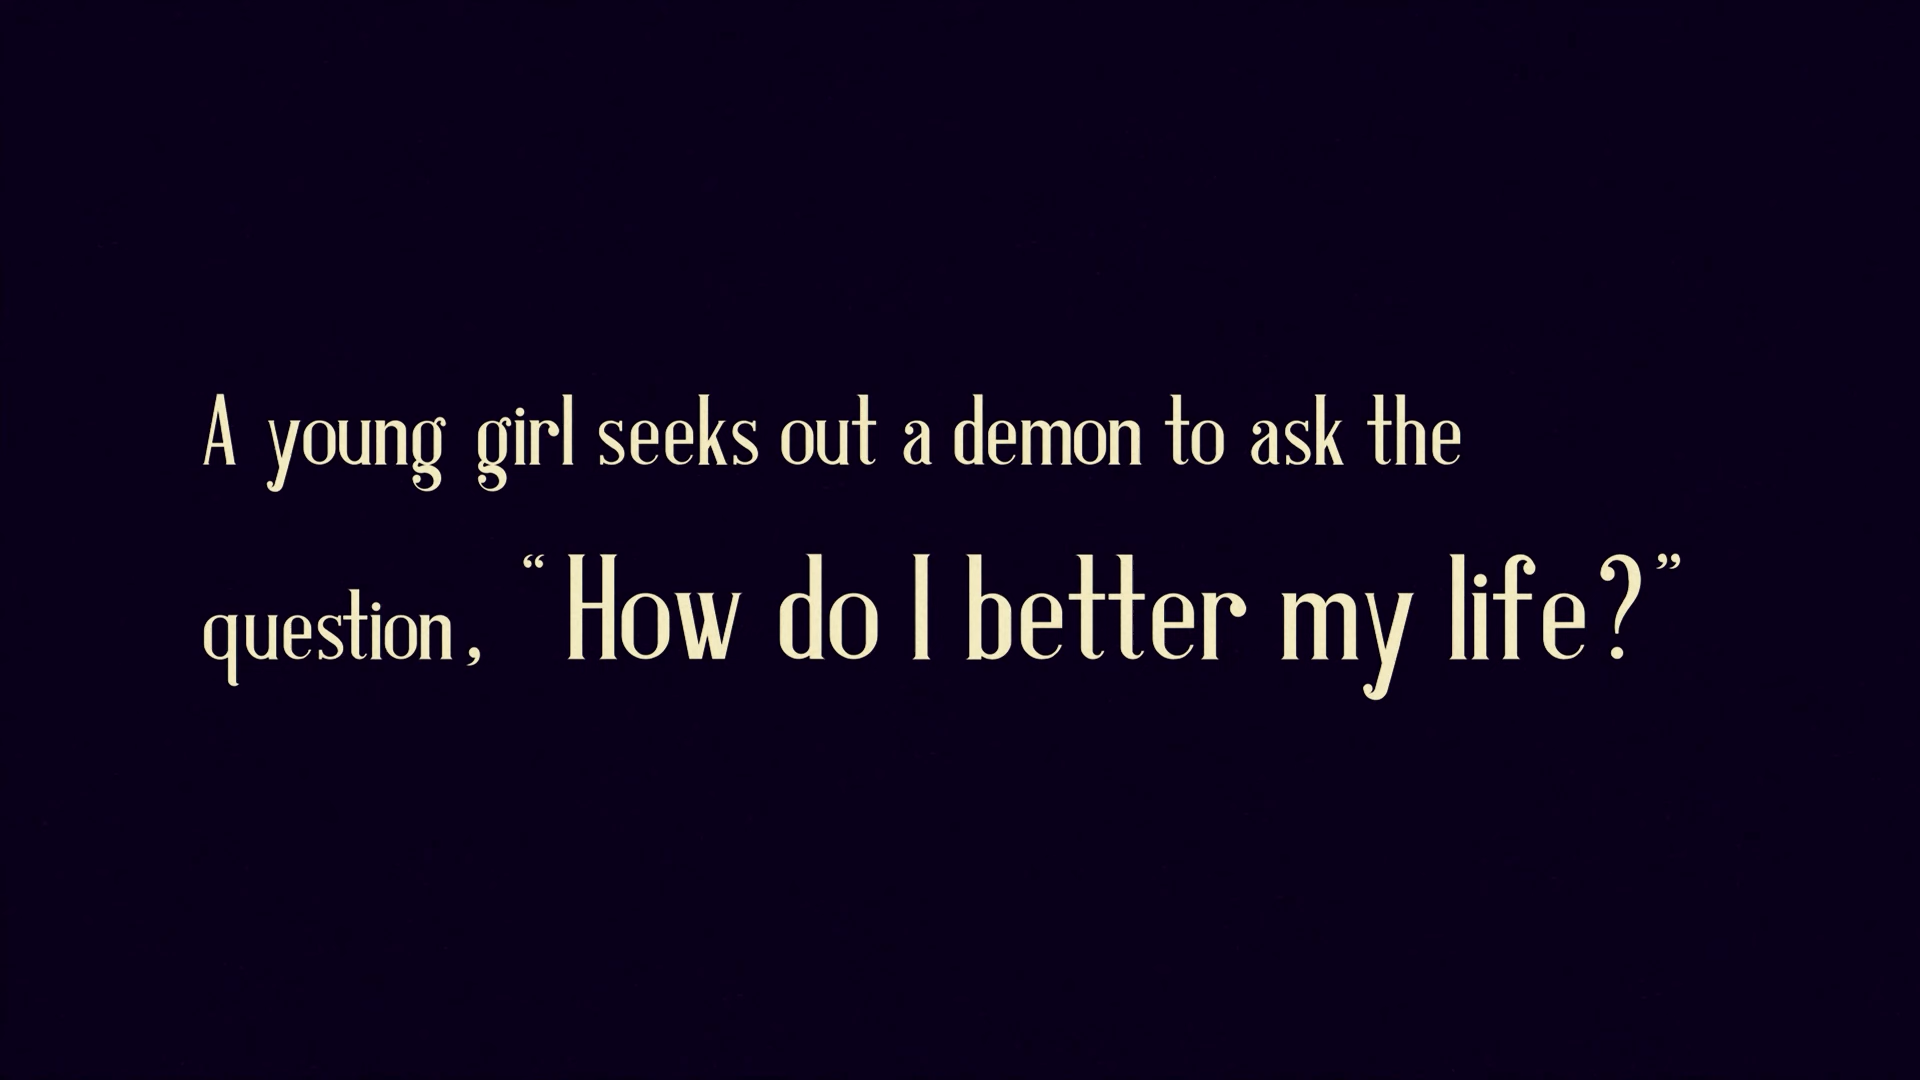 A young girl seeks out a demon to ask the
question, “How do I better my life?”